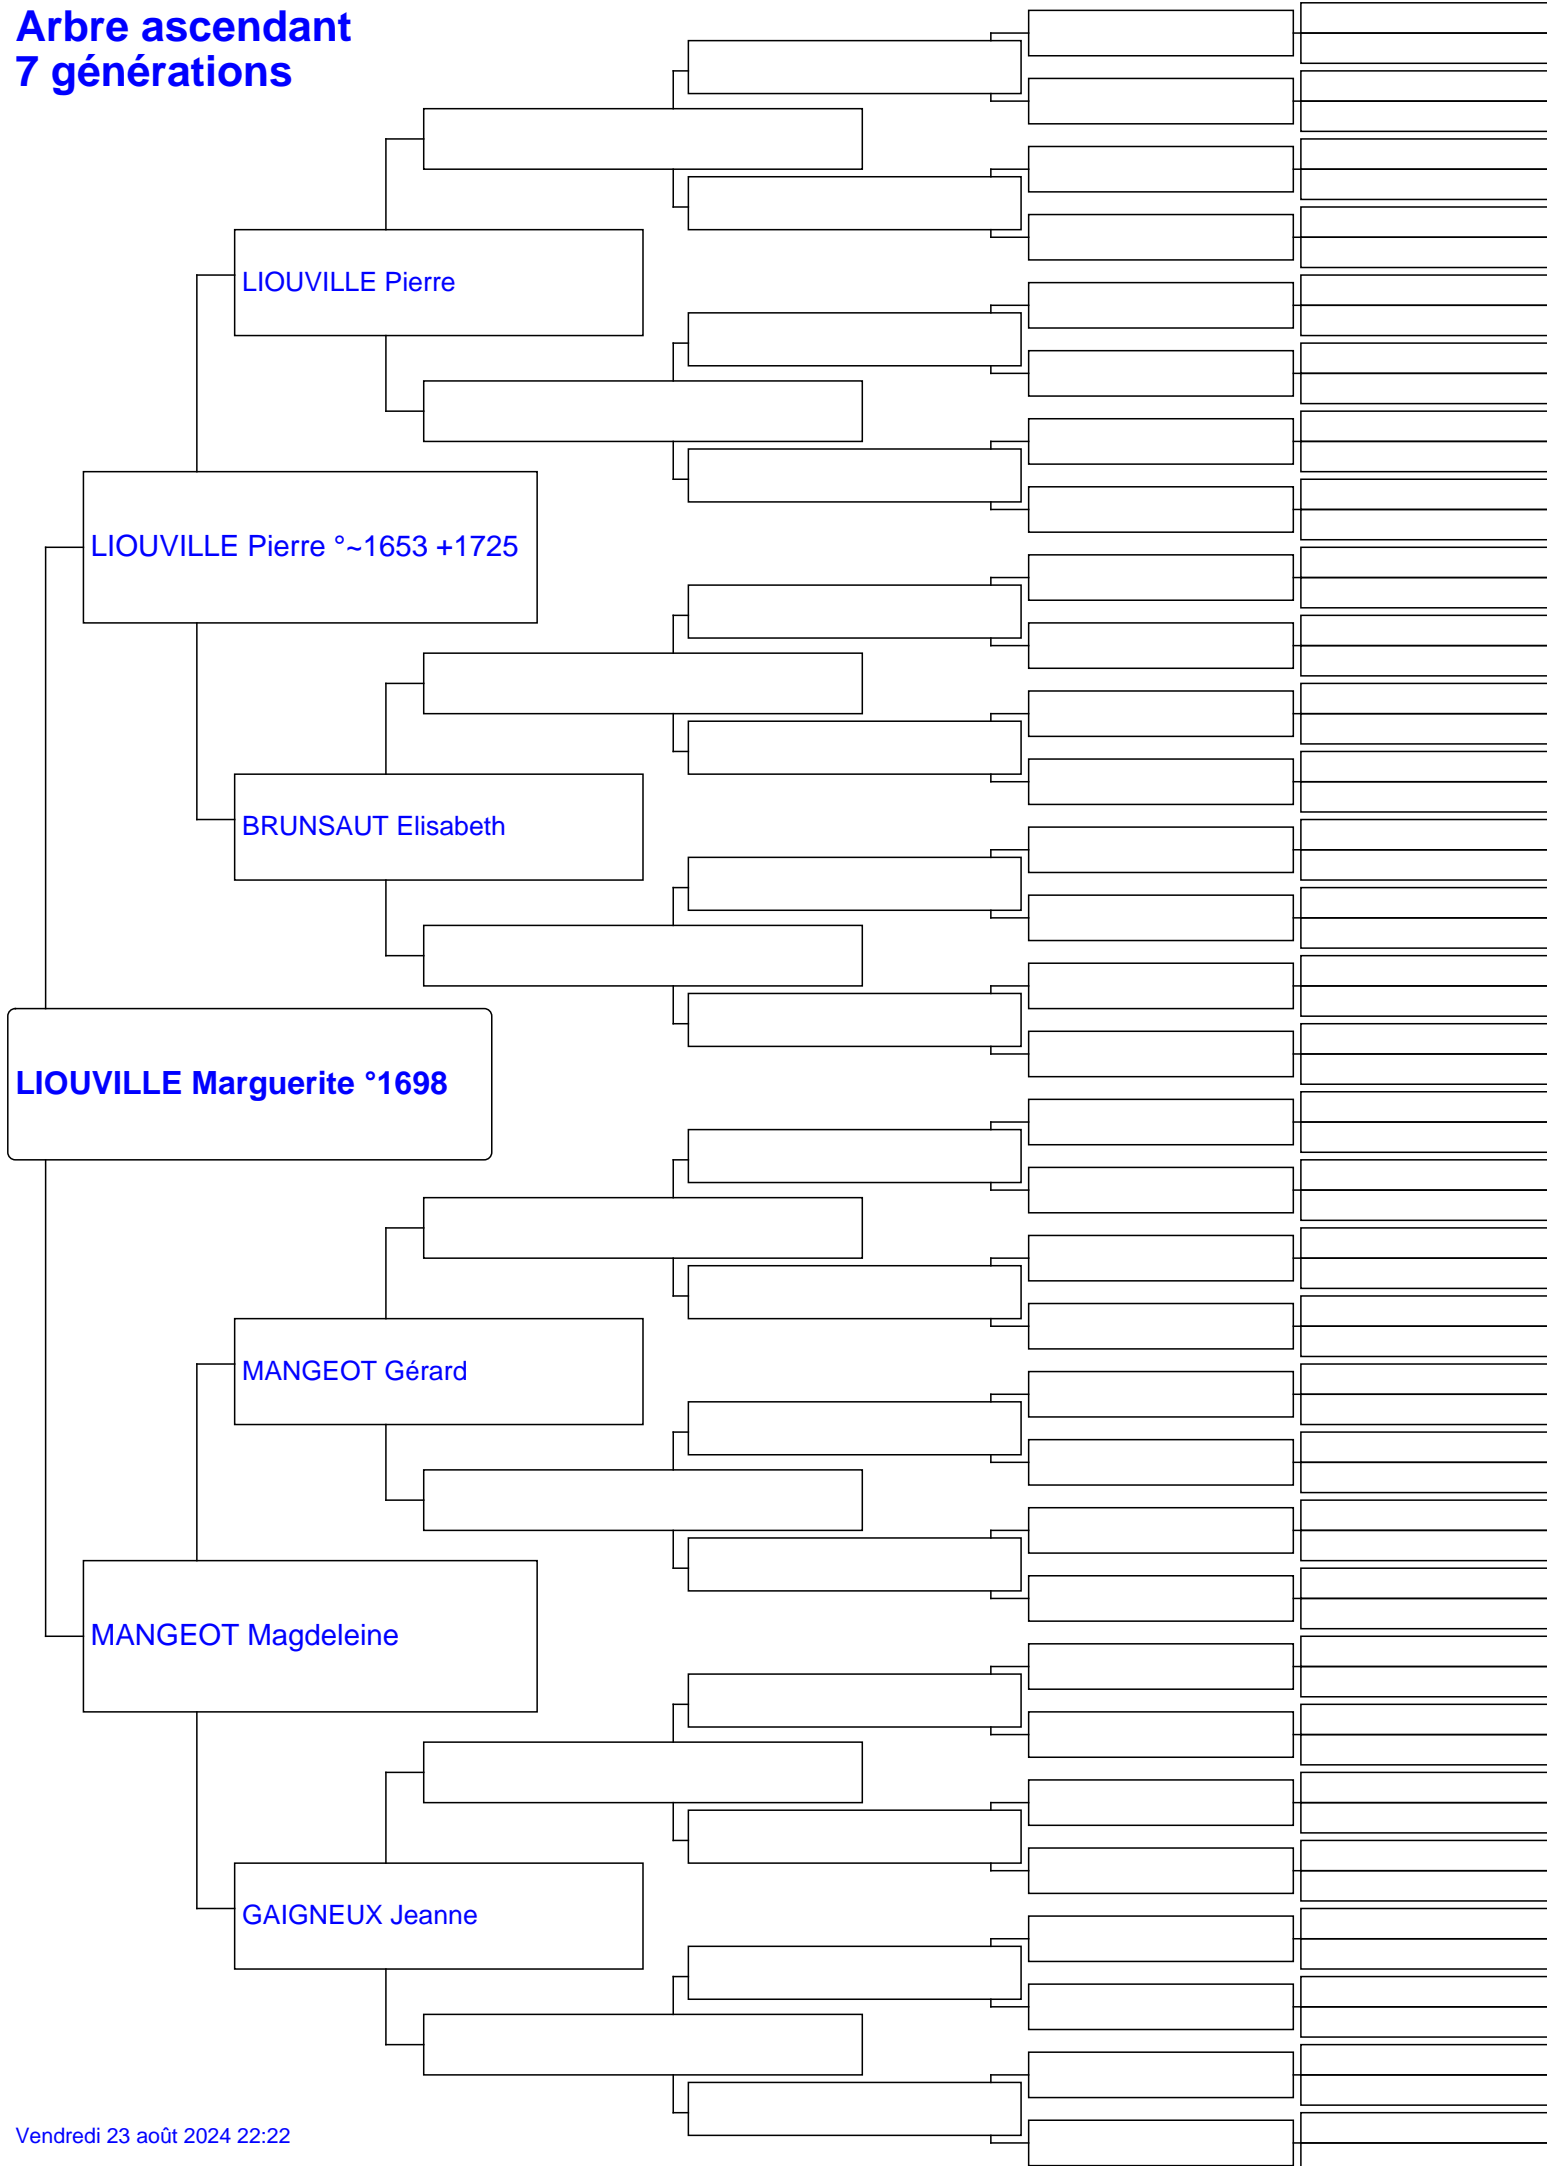 Arbre ascendant
7 générations
LIOUVILLE Pierre
LIOUVILLE Pierre °~1653 +1725
BRUNSAUT Elisabeth
LIOUVILLE Marguerite °1698
MANGEOT Gérard
MANGEOT Magdeleine
GAIGNEUX Jeanne
Vendredi 23 août 2024 22:22